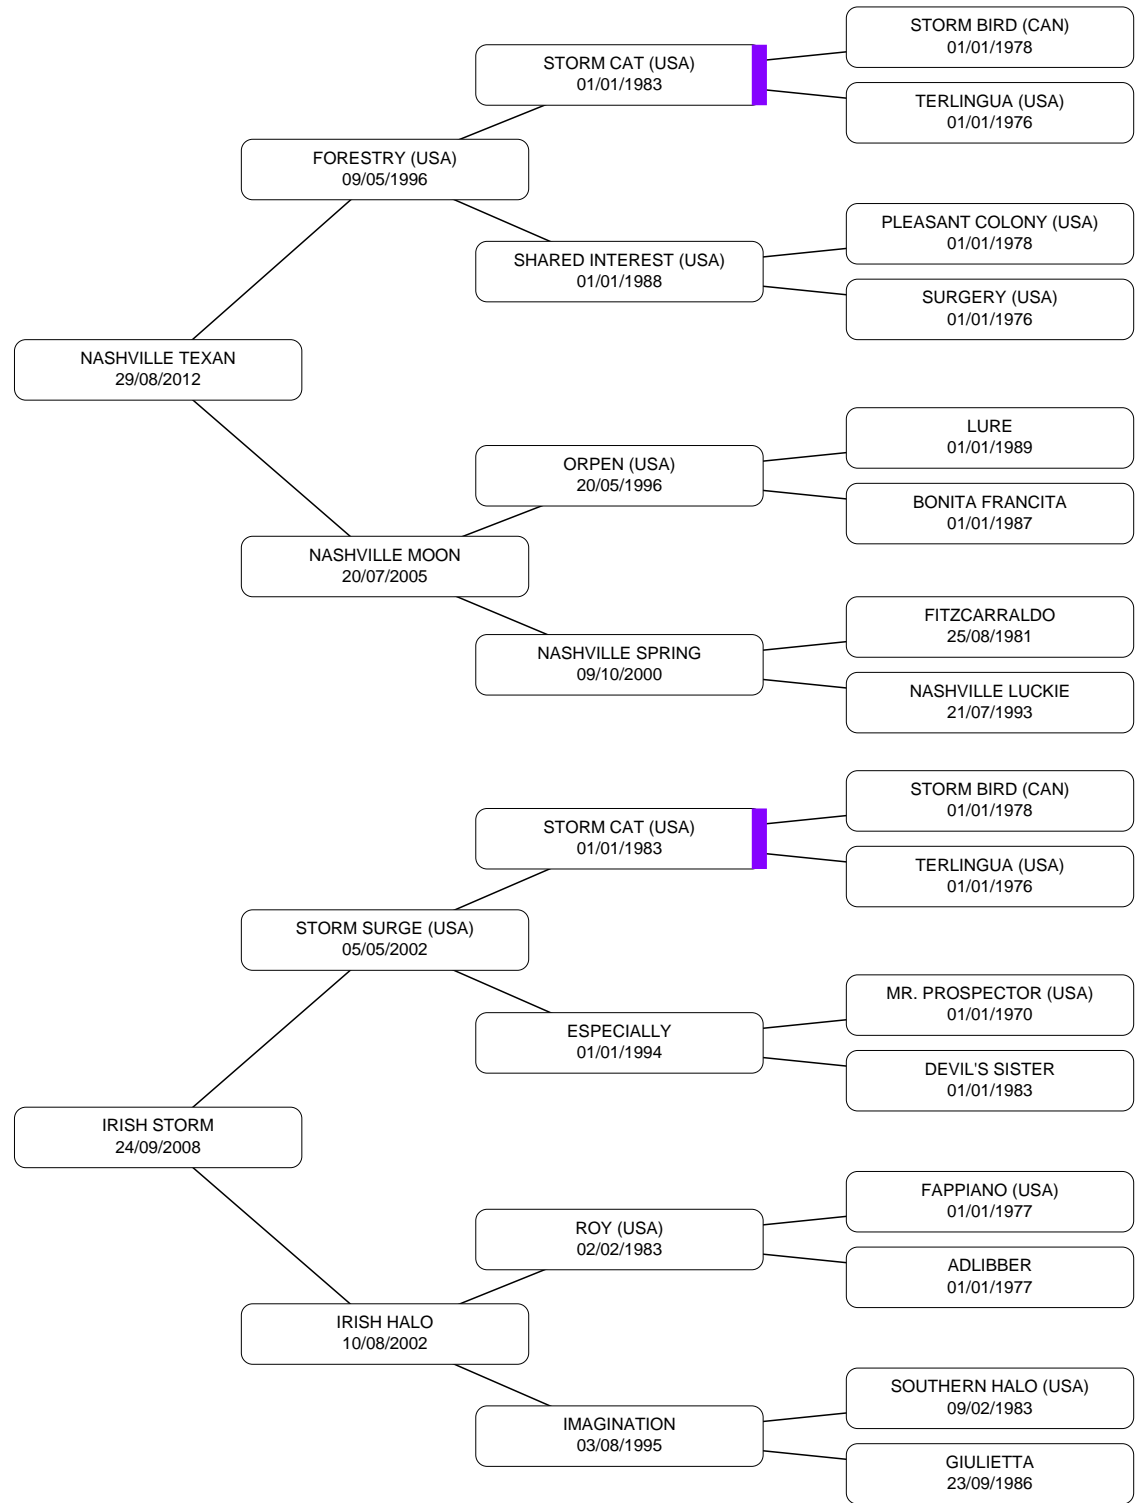 STORM BIRD (CAN)
01/01/1978
STORM CAT (USA)
01/01/1983
TERLINGUA (USA)
01/01/1976
FORESTRY (USA)
09/05/1996
PLEASANT COLONY (USA)
01/01/1978
SHARED INTEREST (USA)
01/01/1988
SURGERY (USA)
01/01/1976
NASHVILLE TEXAN
29/08/2012
LURE
01/01/1989
ORPEN (USA)
20/05/1996
BONITA FRANCITA
01/01/1987
NASHVILLE MOON
20/07/2005
FITZCARRALDO
25/08/1981
NASHVILLE SPRING
09/10/2000
NASHVILLE LUCKIE
21/07/1993
STORM BIRD (CAN)
01/01/1978
STORM CAT (USA)
01/01/1983
TERLINGUA (USA)
01/01/1976
STORM SURGE (USA)
05/05/2002
MR. PROSPECTOR (USA)
01/01/1970
ESPECIALLY
01/01/1994
DEVIL'S SISTER
01/01/1983
IRISH STORM
24/09/2008
FAPPIANO (USA)
01/01/1977
ROY (USA)
02/02/1983
ADLIBBER
01/01/1977
IRISH HALO
10/08/2002
SOUTHERN HALO (USA)
09/02/1983
IMAGINATION
03/08/1995
GIULIETTA
23/09/1986